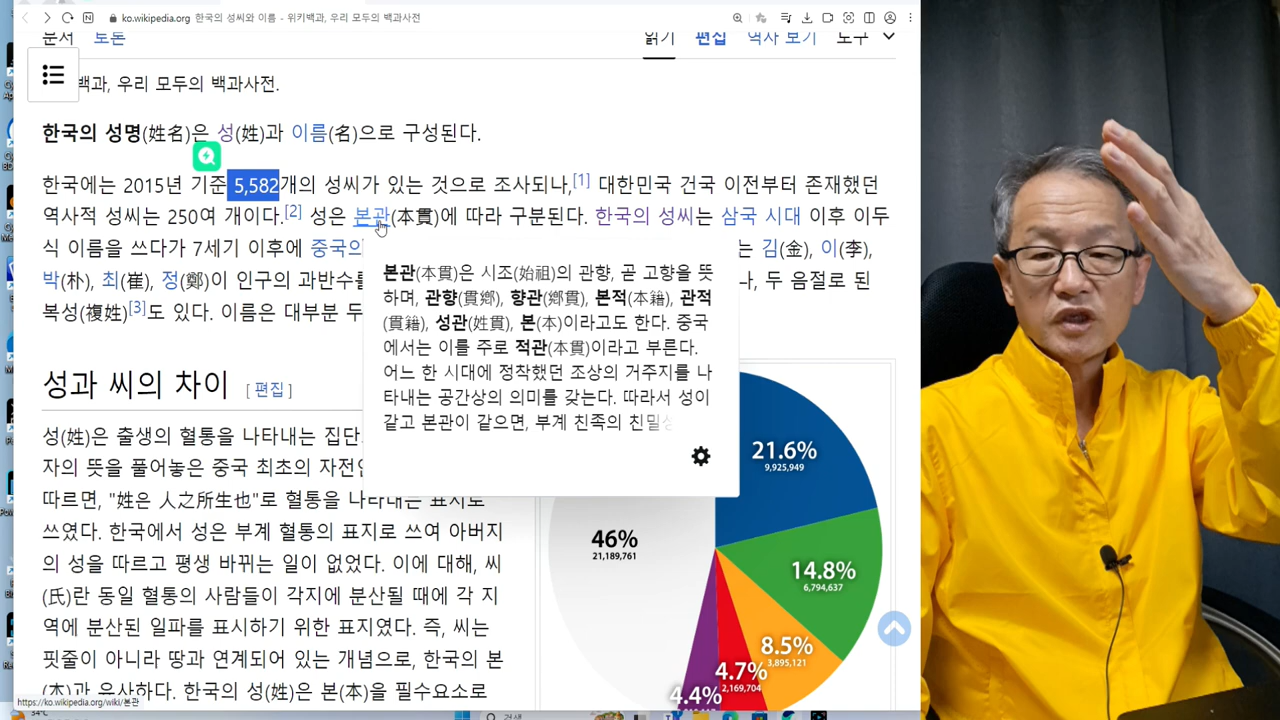 ko.wikipedia.org 한국의 성씨와 이름 - 위키백과, 우리 모두의 백과사전
문서 토론 읽기 편집 역사 보기 도구
백과, 우리 모두의 백과사전.
한국의 성명(姓名)은 성(姓)과 이름(名)으로 구성된다.
한국에는 2015년 기준 5,582개의 성씨가 있는 것으로 조사되나,[1] 대한민국 건국 이전부터 존재했던
역사적 성씨는 250여 개이다.[2] 성은 본관(本貫)에 따라 구분된다. 한국의 성씨는 삼국 시대 이후 이두
식 이름을 쓰다가 7세기 이후에 중국의 는 김(金), 이(李),
박(朴), 최(崔), 정(鄭)이 인구의 과반수를 나, 두 음절로 된
복성(複姓)[3]도 있다. 이름은 대부분 두
본관(本貫)은 시조(始祖)의 관향, 곧 고향을 뜻
하며, 관향(貫鄕), 향관(鄕貫), 본적(本籍), 관적
(貫籍), 성관(姓貫), 본(本)이라고도 한다. 중국
에서는 이를 주로 적관(本貫)이라고 부른다.
어느 한 시대에 정착했던 조상의 거주지를 나
타내는 공간상의 의미를 갖는다. 따라서 성이
같고 본관이 같으면, 부계 친족의 친밀
성과 씨의 차이 [편집]
성(姓)은 출생의 혈통을 나타내는 집단
자의 뜻을 풀어놓은 중국 최초의 자전인
따르면, "姓은 人之所生也"로 혈통을 나타내는 표지로
쓰였다. 한국에서 성은 부계 혈통의 표지로 쓰여 아버지
의 성을 따르고 평생 바뀌는 일이 없었다. 이에 대해, 씨
(氏)란 동일 혈통의 사람들이 각지에 분산될 때에 각 지
역에 분산된 일파를 표시하기 위한 표지였다. 즉, 씨는
핏줄이 아니라 땅과 연계되어 있는 개념으로, 한국의 본
(本)과 유사하다. 한국의 성(姓)은 본(本)을 필수요소로
21.6%
9,925,949
46%
21,189,761
14.8%
6,794,637
8.5%
3,895,121
4.7%
2,169,704
4.4%
https://ko.wikipedia.org/wiki/본관
34°C
검색